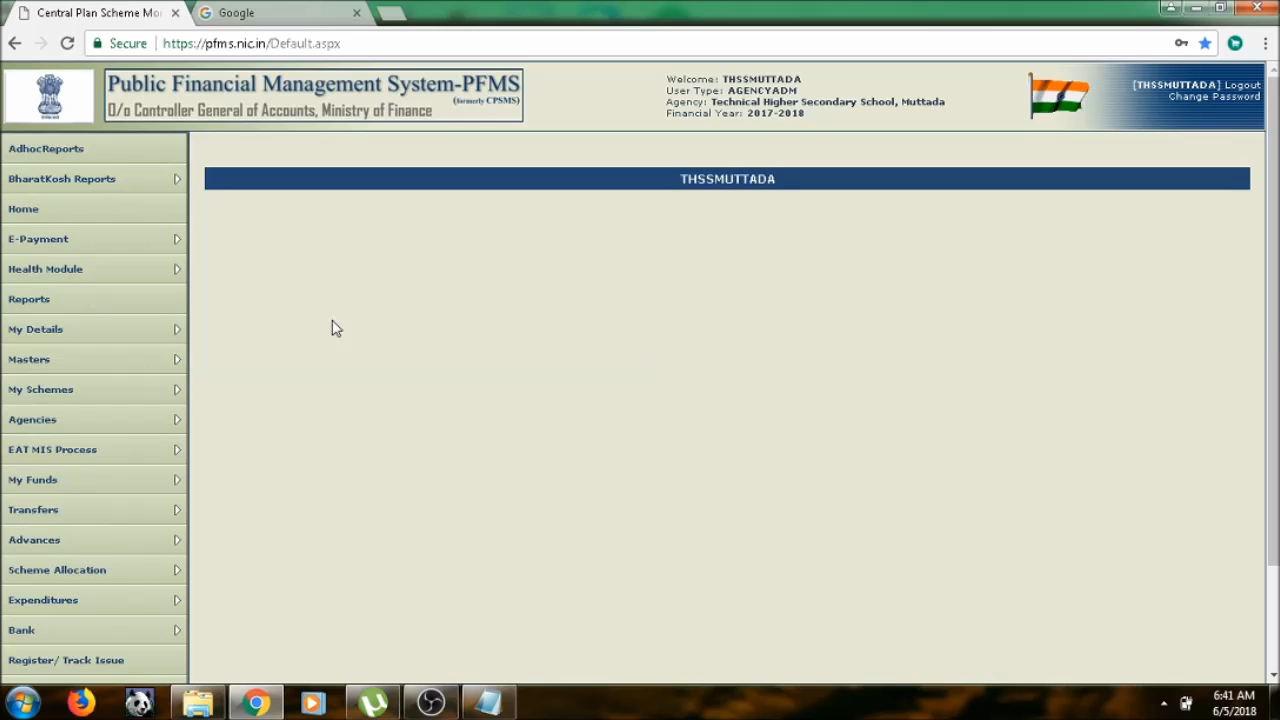 Central Plan Scheme Mo
Google
Secure https://pfms.nic.in/Default.aspx
Public Financial Management System-PFMS
(formerly CPSMS)
O/o Controller General of Accounts, Ministry of Finance
Welcome: THSSMUTTADA
User Type: AGENCYADM
Agency: Technical Higher Secondary School, Muttada
Financial Year: 2017-2018
[THSSMUTTADA] Logout
Change Password
AdhocReports
BharatKosh Reports
Home
E-Payment
Health Module
Reports
My Details
Masters
My Schemes
Agencies
EAT MIS Process
My Funds
Transfers
Advances
Scheme Allocation
Expenditures
Bank
Register/ Track Issue
THSSMUTTADA
6:41 AM
6/5/2018